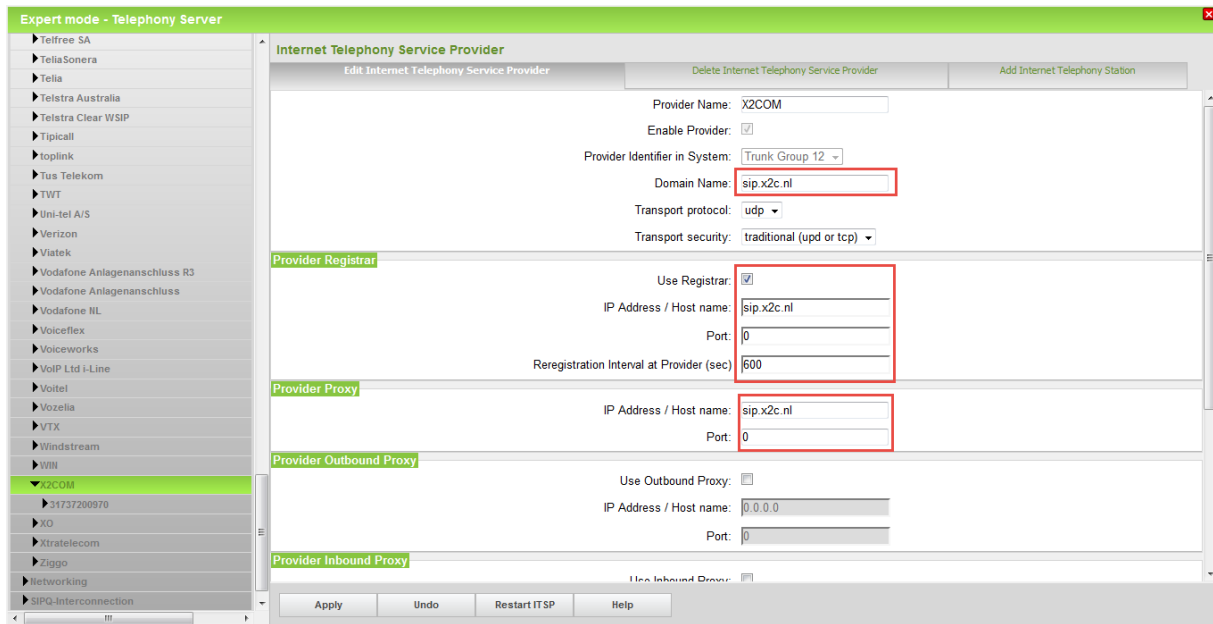 Expert mode - Telephony Server
Telfree SA
TeliaSonera
Telia
Telstra Australia
Telstra Clear WSIP
Tipicall
toplink
Tus Telekom
TWT
Uni-tel A/S
Verizon
Viatek
Vodafone Anlagenanschluss R3
Vodafone Anlagenanschluss
Vodafone NL
Voiceflex
Voiceworks
VoIP Ltd i-Line
Voitel
Vozelia
VTX
Windstream
WIN
X2COM
31737200970
XO
Xtratelecom
Ziggo
Networking
SIPQ-Interconnection
Internet Telephony Service Provider
Edit Internet Telephony Service Provider Delete Internet Telephony Service Provider Add Internet Telephony Station
Provider Name: X2COM
Enable Provider:
Provider Identifier in System: Trunk Group 12
Domain Name: sip.x2c.nl
Transport protocol: udp
Transport security: traditional (upd or tcp)
Provider Registrar
Use Registrar:
IP Address / Host name: sip.x2c.nl
Port: 0
Reregistration Interval at Provider (sec) 600
Provider Proxy
IP Address / Host name: sip.x2c.nl
Port: 0
Provider Outbound Proxy
Use Outbound Proxy:
IP Address / Host name: 0.0.0.0
Port: 0
Provider Inbound Proxy
Use Inbound Proxy:
Apply Undo Restart ITSP Help